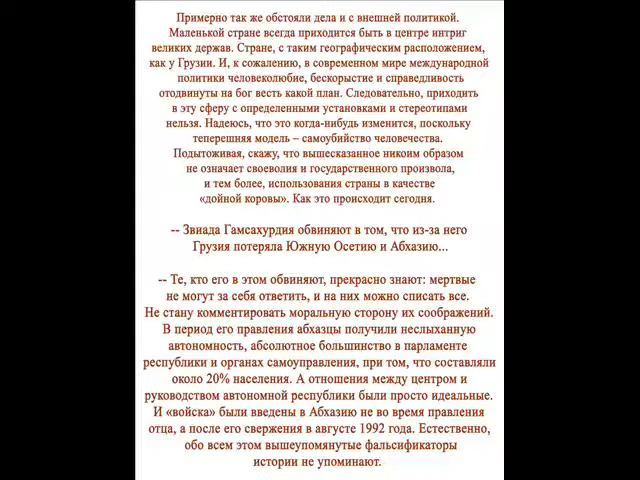 Примерно так же обстояли дела и с внешней политикой.
Маленькой стране всегда приходится быть в центре интриг
великих держав. Стране, с таким географическим расположением,
как у Грузии. И, к сожалению, в современном мире международной
политики человеколюбие, бескорыстие и справедливость
отодвинуты на бог весть какой план. Следовательно, приходить
в эту сферу с определенными установками и стереотипами
нельзя. Надеюсь, что это когда-нибудь изменится, поскольку
теперешняя модель – самоубийство человечества.
Подытоживая, скажу, что вышесказанное никоим образом
не означает своеволия и государственного произвола,
и тем более, использования страны в качестве
«дойной коровы». Как это происходит сегодня.
-- Звиада Гамсахурдия обвиняют в том, что из-за него
Грузия потеряла Южную Осетию и Абхазию...
-- Те, кто его в этом обвиняют, прекрасно знают: мертвые
не могут за себя ответить, и на них можно списать все.
Не стану комментировать моральную сторону их соображений.
В период его правления абхазцы получили неслыханную
автономность, абсолютное большинство в парламенте
республики и органах самоуправления, при том, что составляли
около 20% населения. А отношения между центром и
руководством автономной республики были просто идеальные.
И «войска» были введены в Абхазию не во время правления
отца, а после его свержения в августе 1992 года. Естественно,
обо всем этом вышеупомянутые фальсификаторы
истории не упоминают.